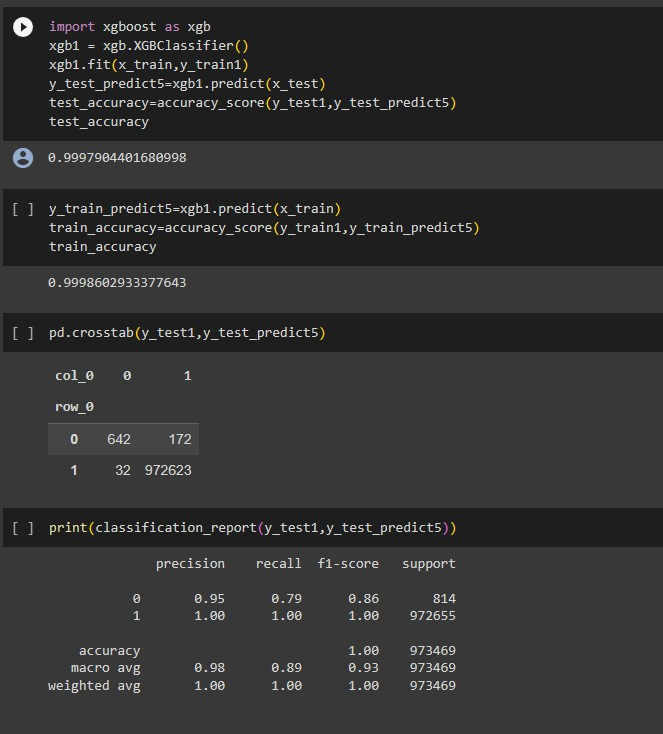 import xgboost as xgb
xgb1 = xgb.XGBClassifier()
xgb1.fit(x_train,y_train1)
y_test_predict5=xgb1.predict(x_test)
test_accuracy=accuracy_score(y_test1,y_test_predict5)
test_accuracy
0.9997904401680998
[ ] y_train_predict5=xgb1.predict(x_train)
train_accuracy=accuracy_score(y_train1,y_train_predict5)
train_accuracy
0.9998602933377643
[ ] pd.crosstab(y_test1,y_test_predict5)
col_0 0 1
row_0
0 642 172
1 32 972623
[ ] print(classification_report(y_test1,y_test_predict5))
precision recall f1-score support
0 0.95 0.79 0.86 814
1 1.00 1.00 1.00 972655
accuracy 1.00 973469
macro avg 0.98 0.89 0.93 973469
weighted avg 1.00 1.00 1.00 973469